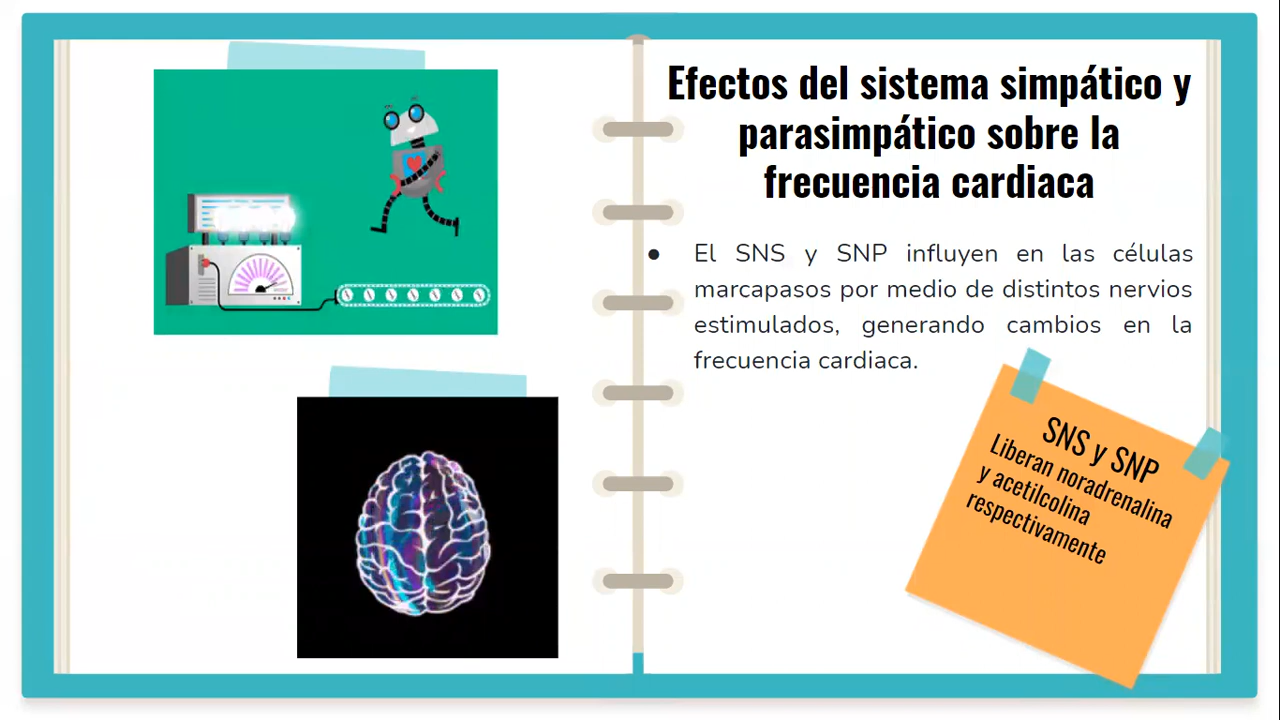 Efectos del sistema simpático y
parasimpático sobre la
frecuencia cardiaca
● El SNS y SNP influyen en las células
marcapasos por medio de distintos nervios
estimulados, generando cambios en la
frecuencia cardiaca.
SNS y SNP
Liberan noradrenalina
y acetilcolina
respectivamente